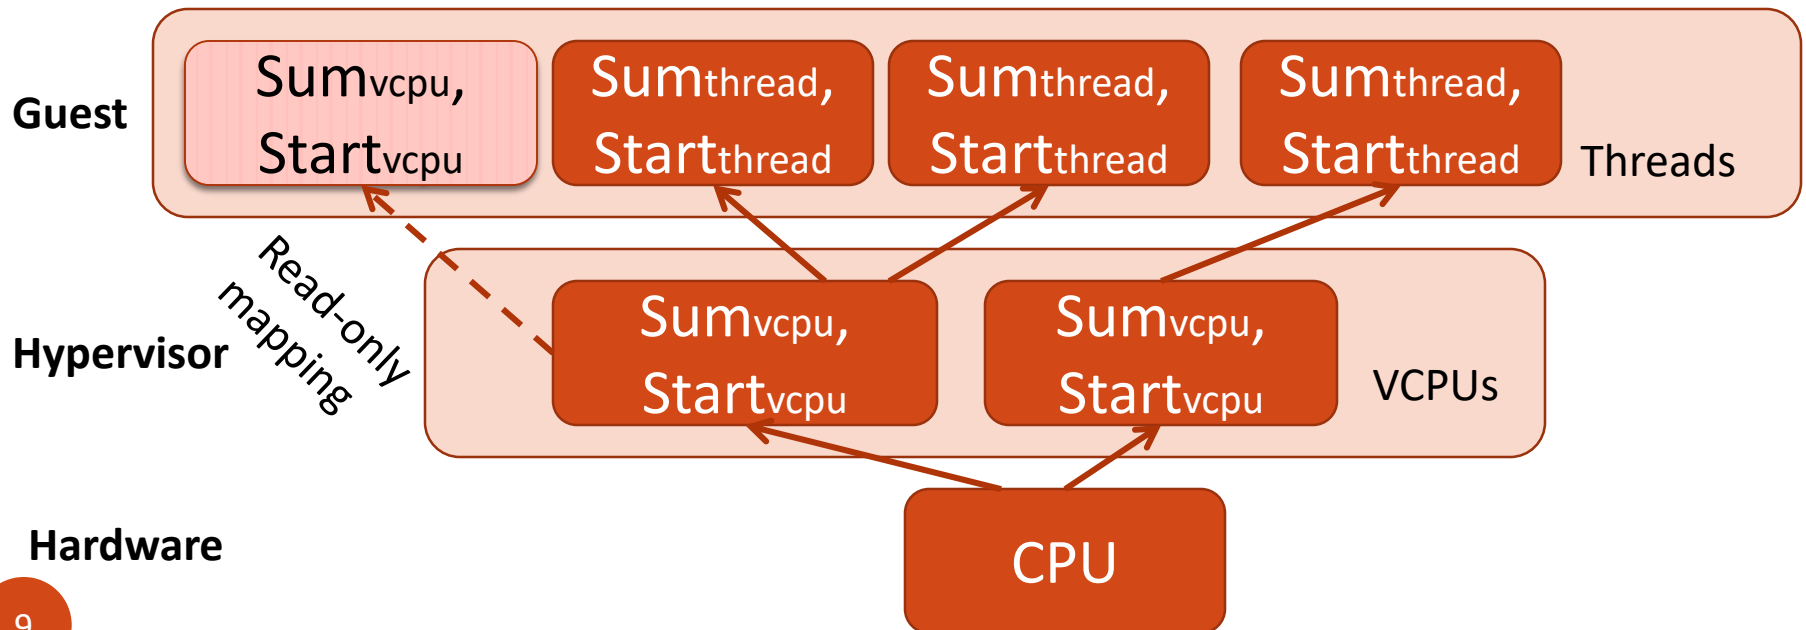 Guest
Sumvcpu,
Startvcpu
Sumthread,
Startthread
Sumthread,
Startthread
Sumthread,
Startthread
Threads
Read-only
mapping
Hypervisor
Sumvcpu,
Startvcpu
Sumvcpu,
Startvcpu
VCPUs
Hardware
CPU
9